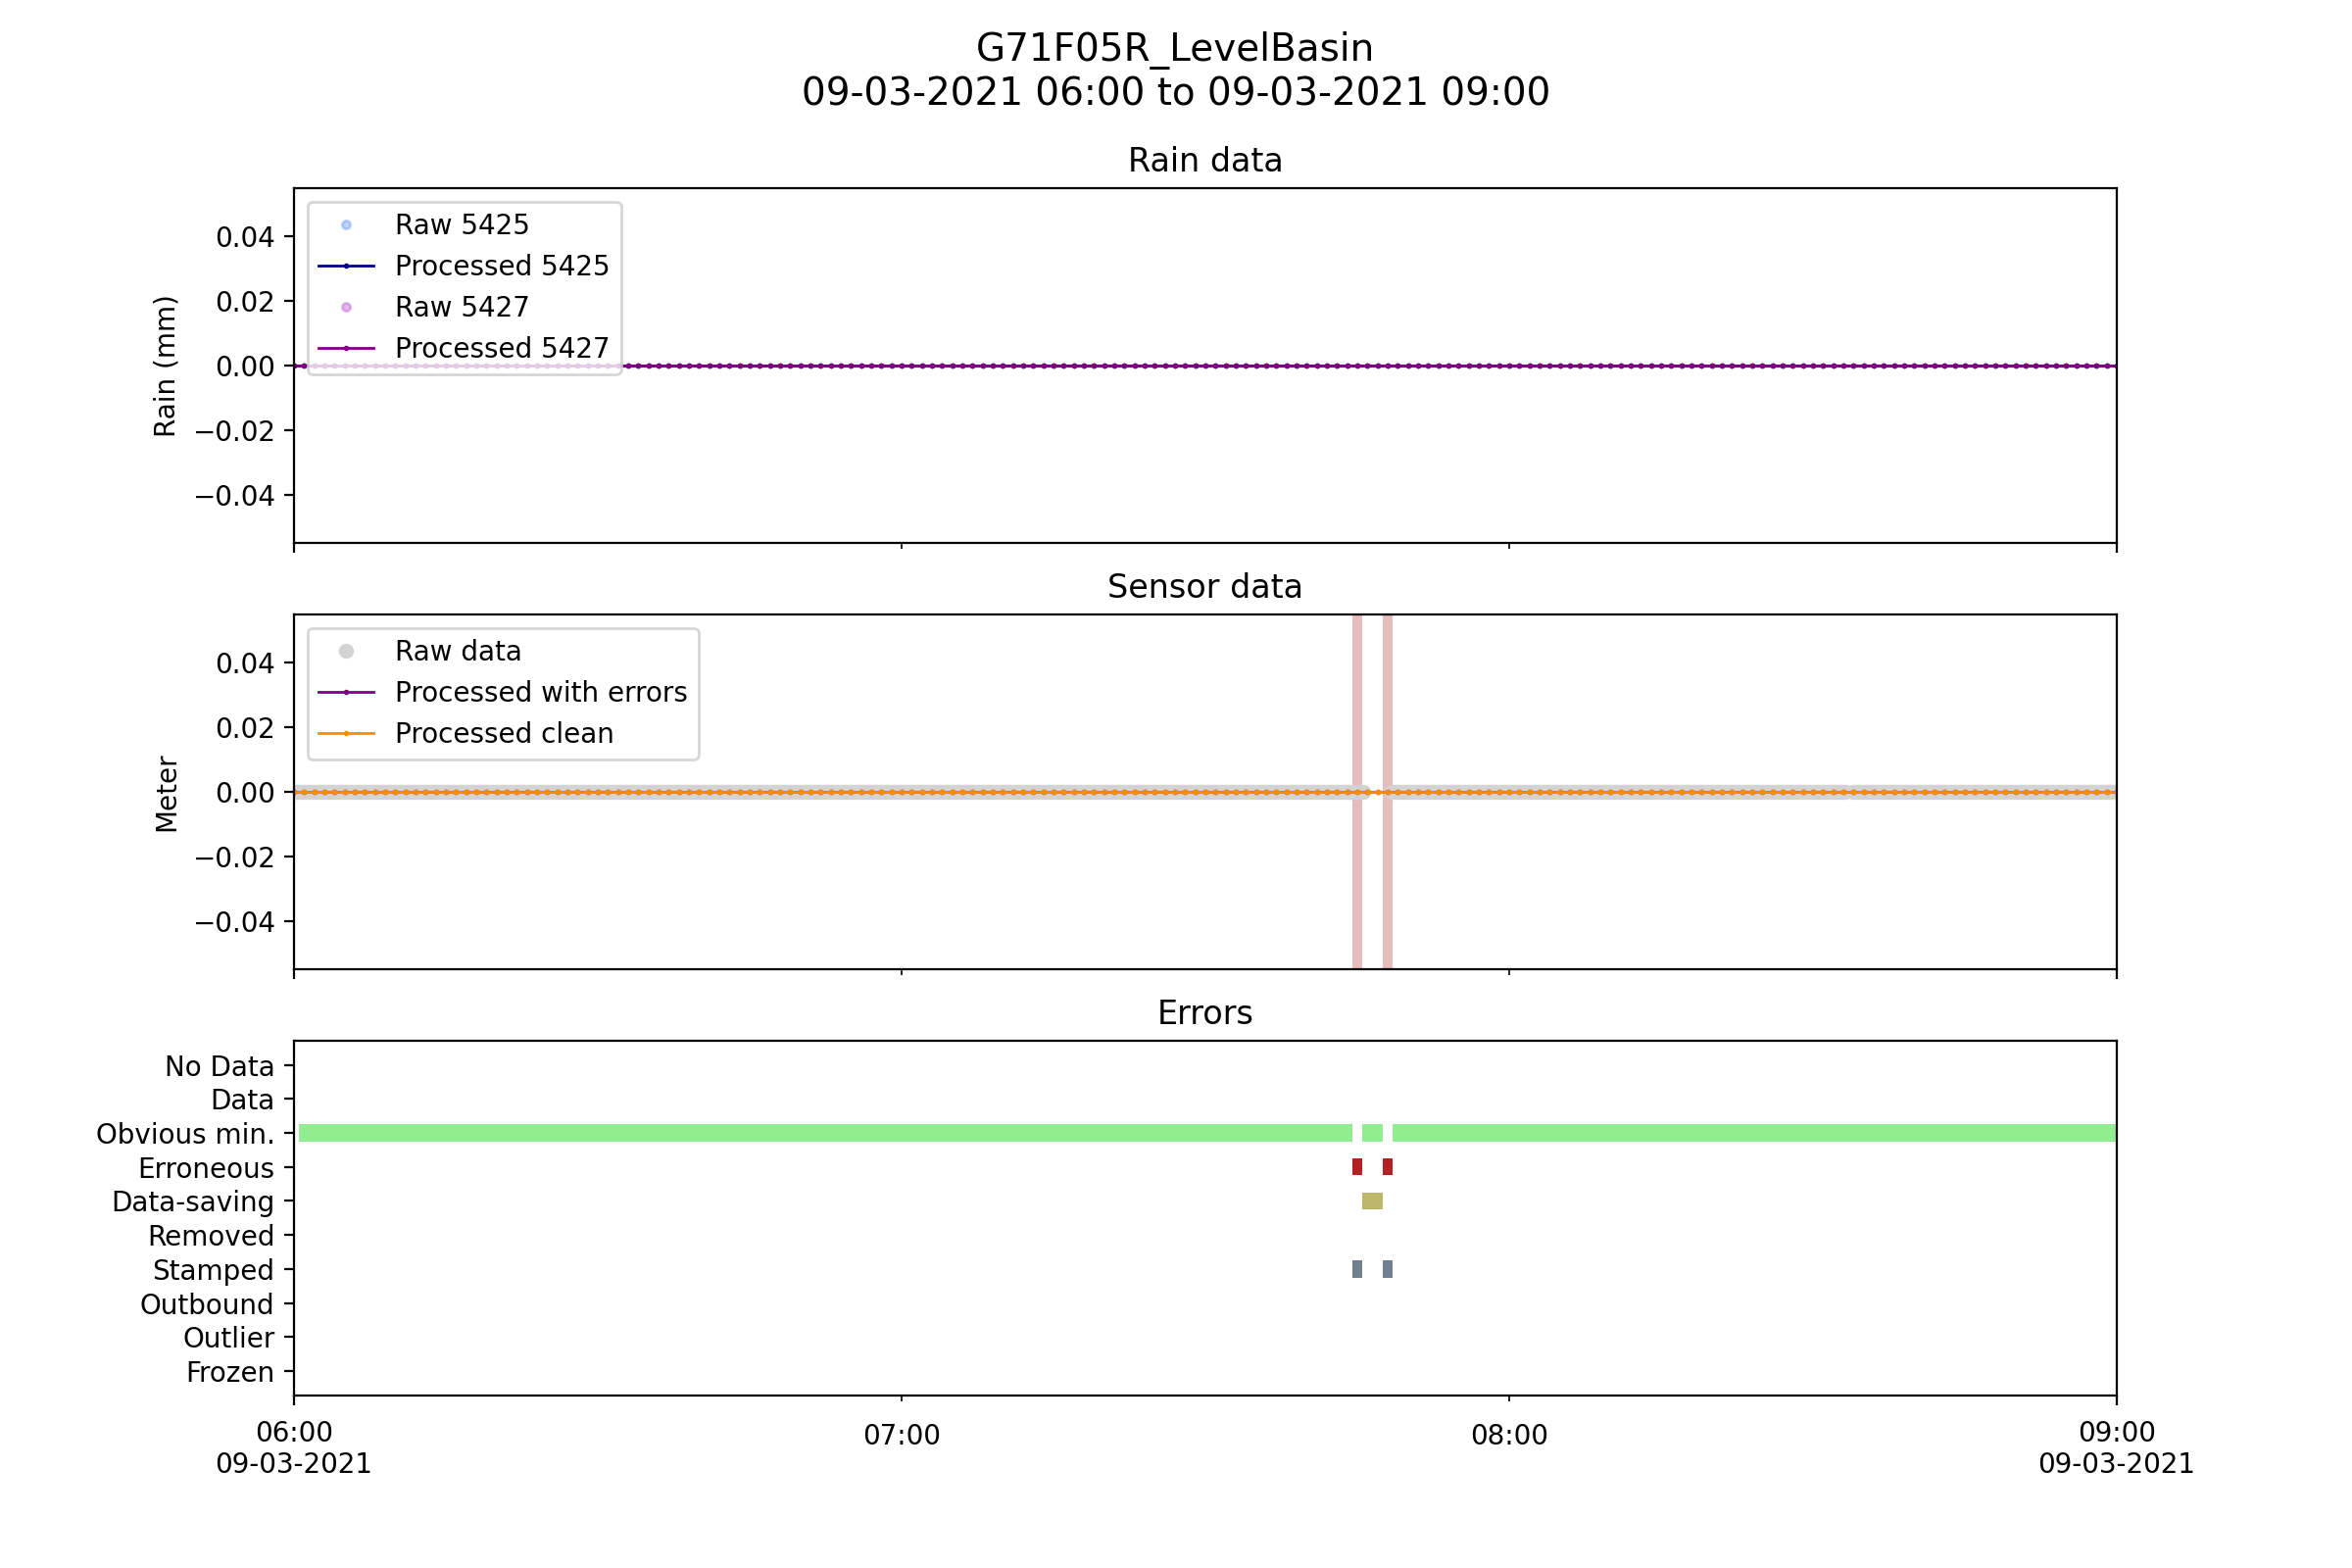 G71F05R_LevelBasin
09-03-2021 06:00 to 09-03-2021 09:00
Rain data
Raw 5425
Processed 5425
Raw 5427
Processed 5427
0.04
0.02
0.00
−0.02
−0.04
Rain (mm)
Sensor data
Raw data
Processed with errors
Processed clean
0.04
0.02
0.00
−0.02
−0.04
Meter
Errors
No Data
Data
Obvious min.
Erroneous
Data-saving
Removed
Stamped
Outbound
Outlier
Frozen
06:00
09-03-2021
07:00
08:00
09:00
09-03-2021